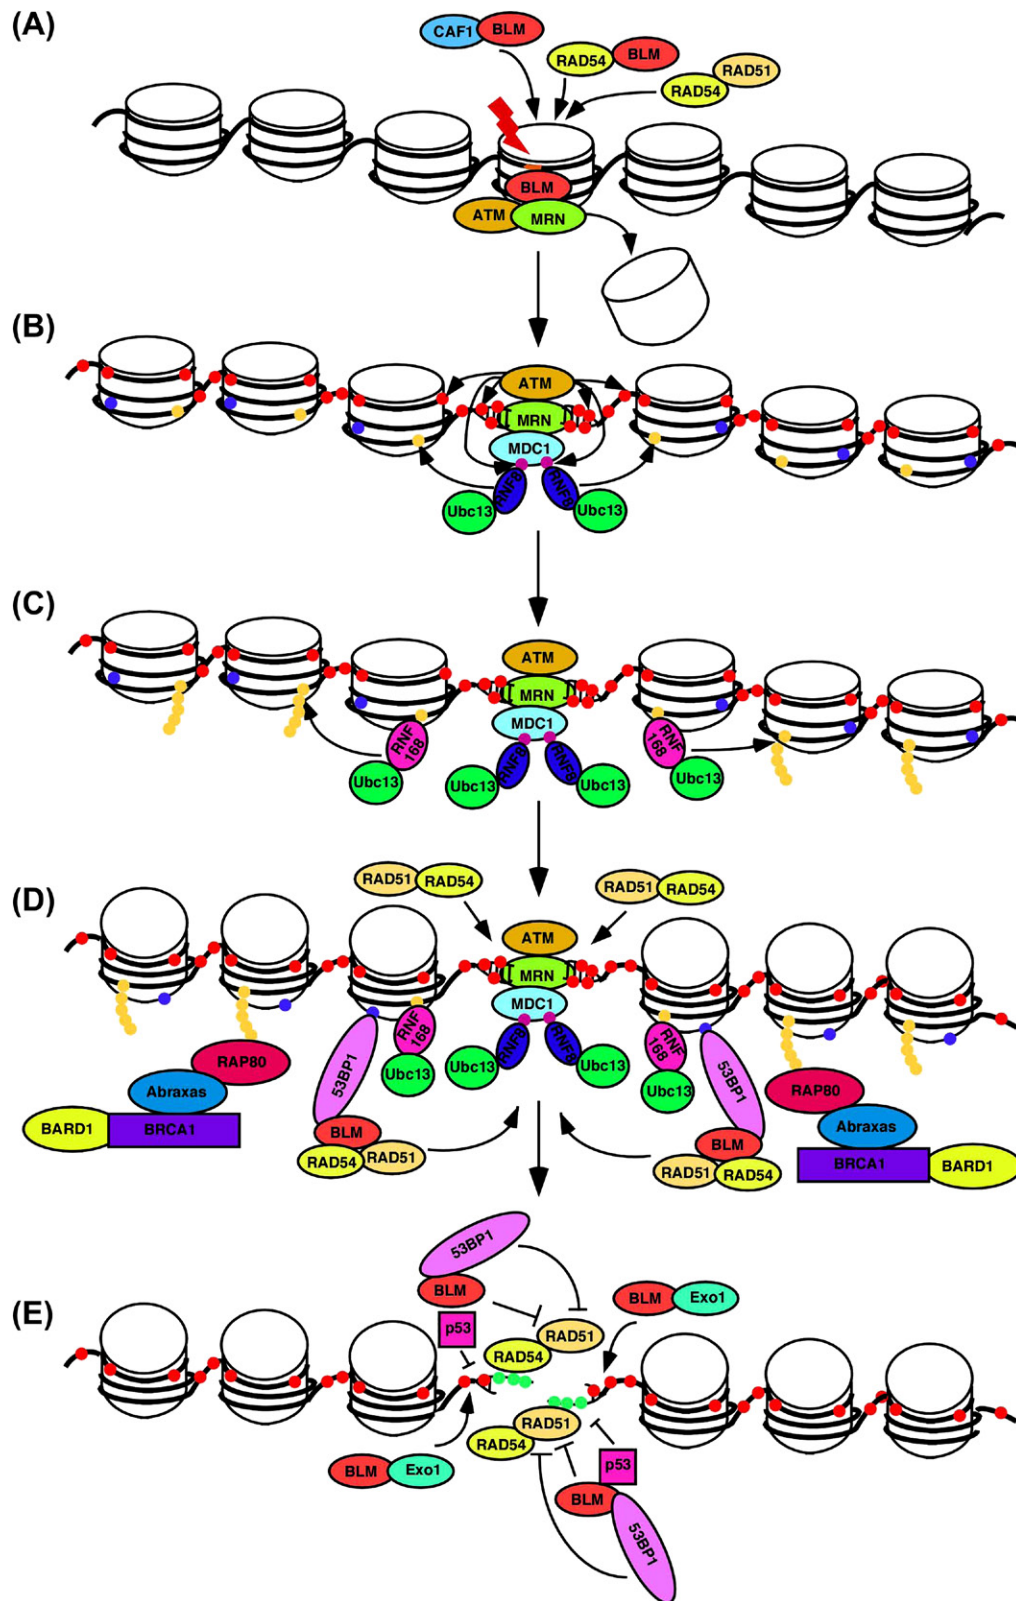 (A)
CAF1 BLM
RAD54 BLM
RAD51
RAD54
BLM
ATM MRN
(B)
ATM
MRN
MDC1
RNF8 RNF8
Ubc13 Ubc13
(C)
ATM
MRN
MDC1
RNF
168
RNF
168
RNF8 RNF8
Ubc13 Ubc13 Ubc13 Ubc13
(D)
RAD51 RAD54
RAD51 RAD54
ATM
MRN
MDC1
RNF
168
RNF
168
RNF8 RNF8
Ubc13 Ubc13 Ubc13 Ubc13
53BP1 53BP1
RAP80 RAP80
Abraxas Abraxas
BARD1 BRCA1
BLM
RAD54 RAD51
BLM
RAD51 RAD54
BRCA1 BARD1
(E)
53BP1
BLM
BLM Exo1
p53
RAD51
RAD54
RAD51
RAD54
BLM Exo1
p53
BLM
53BP1